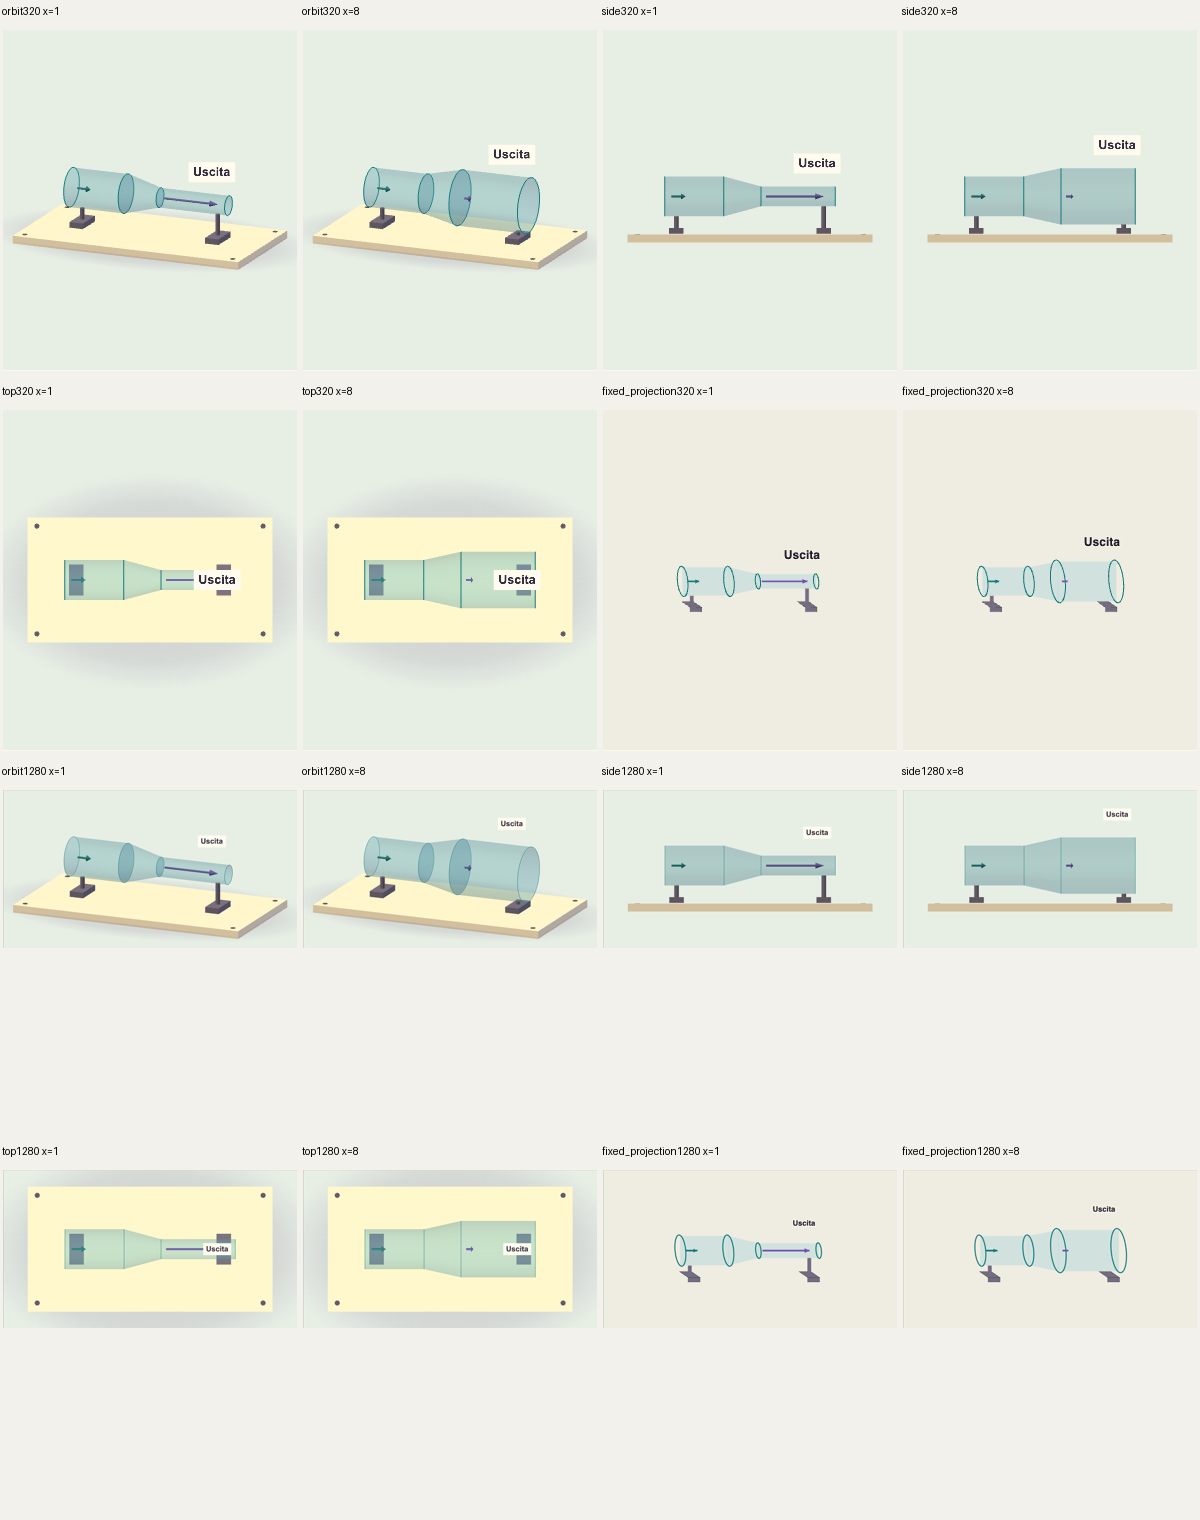 orbit320 x=1
orbit320 x=8
side320 x=1
side320 x=8
Uscita
Uscita
Uscita
Uscita
top320 x=1
top320 x=8
fixed_projection320 x=1
fixed_projection320 x=8
Uscita
Uscita
Uscita
Uscita
orbit1280 x=1
orbit1280 x=8
side1280 x=1
side1280 x=8
Uscita
Uscita
Uscita
Uscita
top1280 x=1
top1280 x=8
fixed_projection1280 x=1
fixed_projection1280 x=8
Uscita
Uscita
Uscita
Uscita